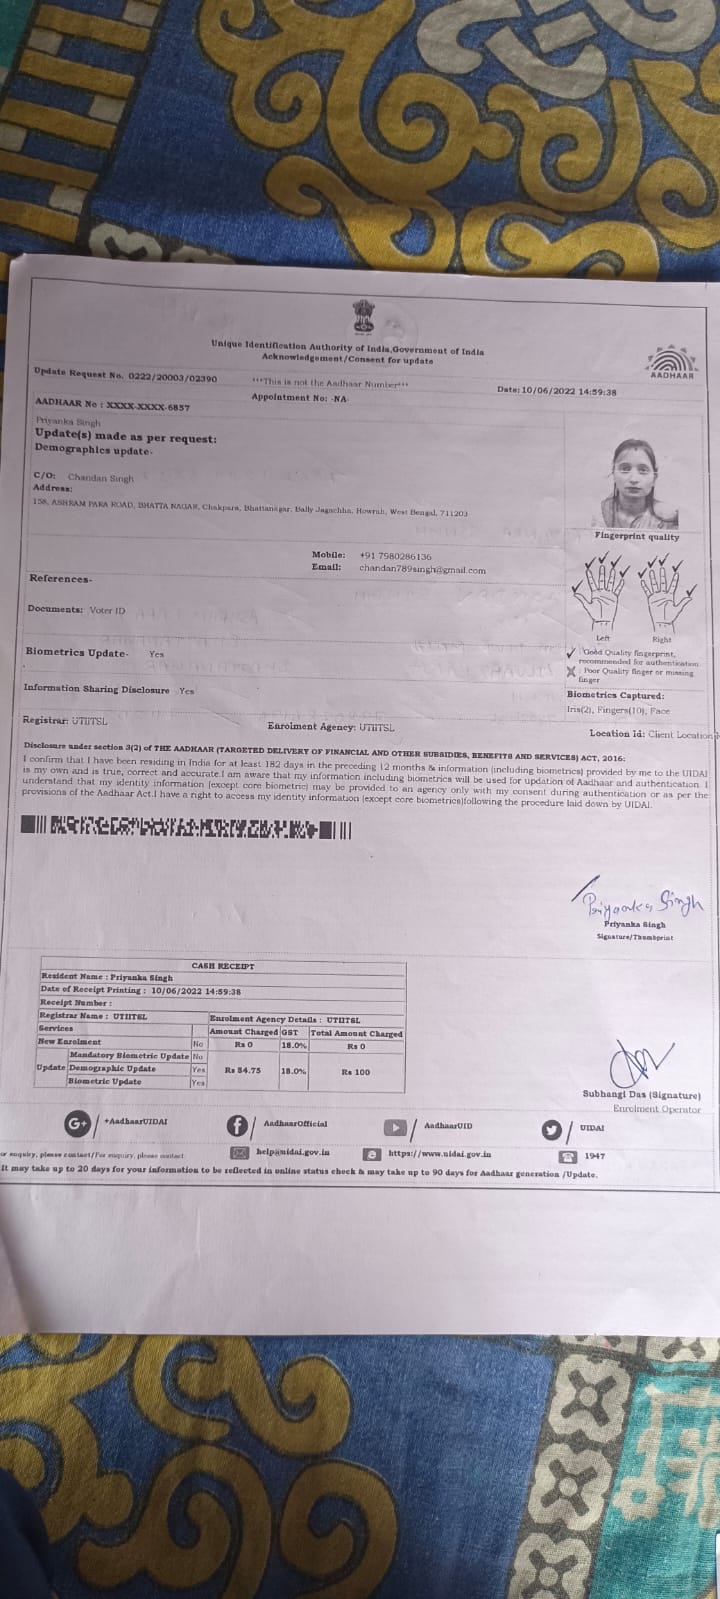 Unique Identification Authority of India,Government of India
Acknowledgement/Consent for update
AADHAAR
Update Request No. 0222/20003/02390
***This is not the Aadhaar Number***
Date: 10/06/2022 14:59:38
AADHAAR No : XXXX-XXXX-6857
Appointment No: -NA-
Priyanka Singh
Update(s) made as per request:
Demographics update-
C/O: Chandan Singh
Address:
158, ASHRAM PARA ROAD, BHATTA NAGAR, Chakpara, Bhattanagar, Bally Jagachha, Howrah, West Bengal, 711203
Fingerprint quality
Mobile: +91 7980286136
Email: chandan789singh@gmail.com
References-
Documents: Voter ID
Left Right
Good Quality fingerprint, recommended for authentication
Poor Quality finger or missing finger
Biometrics Update- Yes
Information Sharing Disclosure Yes
Biometrics Captured:
Iris(2), Fingers(10), Face
Registrar: UTIITSL
Enrolment Agency: UTIITSL
Location Id: Client Location
Disclosure under section 3(2) of THE AADHAAR (TARGETED DELIVERY OF FINANCIAL AND OTHER SUBSIDIES, BENEFITS AND SERVICES) ACT, 2016:
I confirm that I have been residing in India for at least 182 days in the preceding 12 months & information (including biometrics) provided by me to the UIDAI
is my own and is true, correct and accurate.I am aware that my information including biometrics will be used for updation of Aadhaar and authentication. I
understand that my identity information (except core biometric) may be provided to an agency only with my consent during authentication or as per the
provisions of the Aadhaar Act.I have a right to access my identity information (except core biometrics)following the procedure laid down by UIDAI.
Priyanka Singh
Priyanka Singh
Signature/Thumbprint
CASH RECEIPT
Resident Name : Priyanka Singh
Date of Receipt Printing : 10/06/2022 14:59:38
Receipt Number :
Registrar Name : UTIITSL Enrolment Agency Details : UTIITSL
Services Amount Charged GST Total Amount Charged
New Enrolment No Rs 0 18.0% Rs 0
Mandatory Biometric Update No
Update Demographic Update Yes Rs 84.75 18.0% Rs 100
Biometric Update Yes
Subhangi Das (Signature)
Enrolment Operator
G+ / +AadhaarUIDAI
f / AadhaarOfficial
/ AadhaarUID
/ UIDAI
or enquiry, please contact/For enquiry, please contact:
help@uidai.gov.in
https://www.uidai.gov.in
1947
It may take up to 20 days for your information to be reflected in online status check & may take up to 90 days for Aadhaar generation /Update.